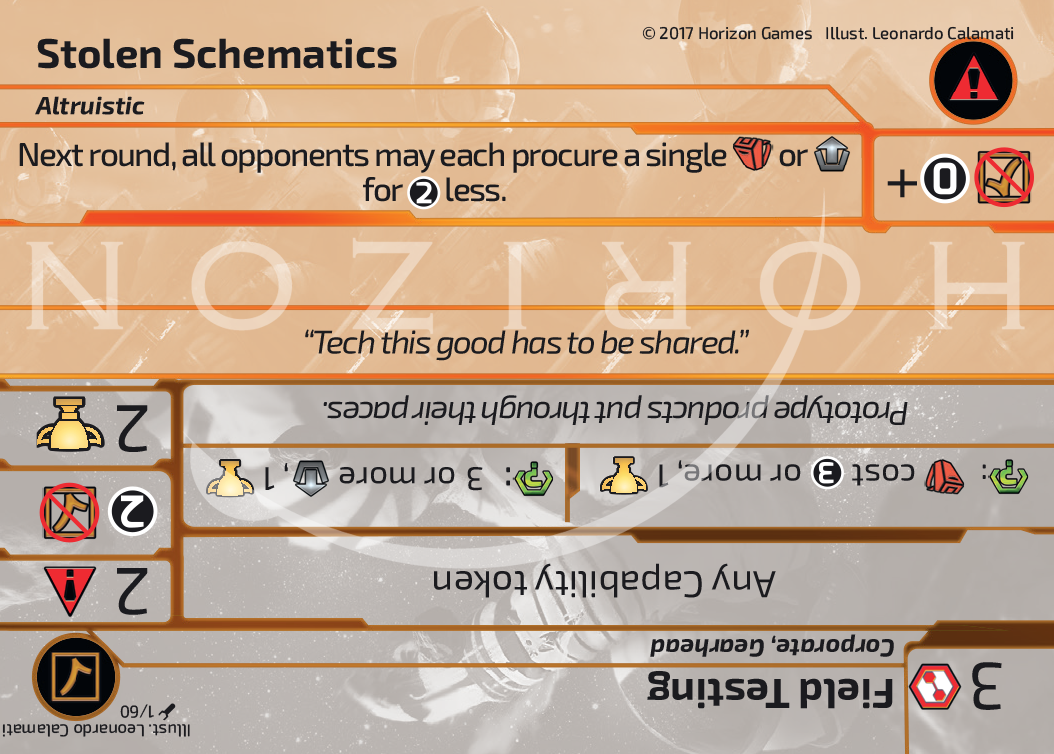 © 2017 Horizon Games Illust. Leonardo Calamati
Stolen Schematics
Altruistic
Next round, all opponents may each procure a single or
for 2 less.
+0
HORIZON
“Tech this good has to be shared.”
3
Field Testing
Corporate, Gearhead
Illust. Leonardo Calamati
1/60
Any Capability token
2
2
: cost 3 or more, 1
: 3 or more , 1
Prototype products put through their paces.
2